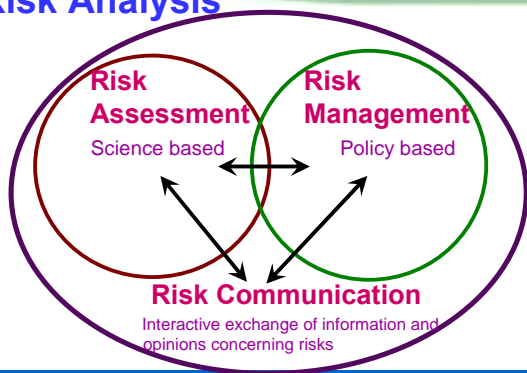 Risk Analysis
Risk
Assessment
Science based
Risk
Management
Policy based
Risk Communication
Interactive exchange of information and
opinions concerning risks